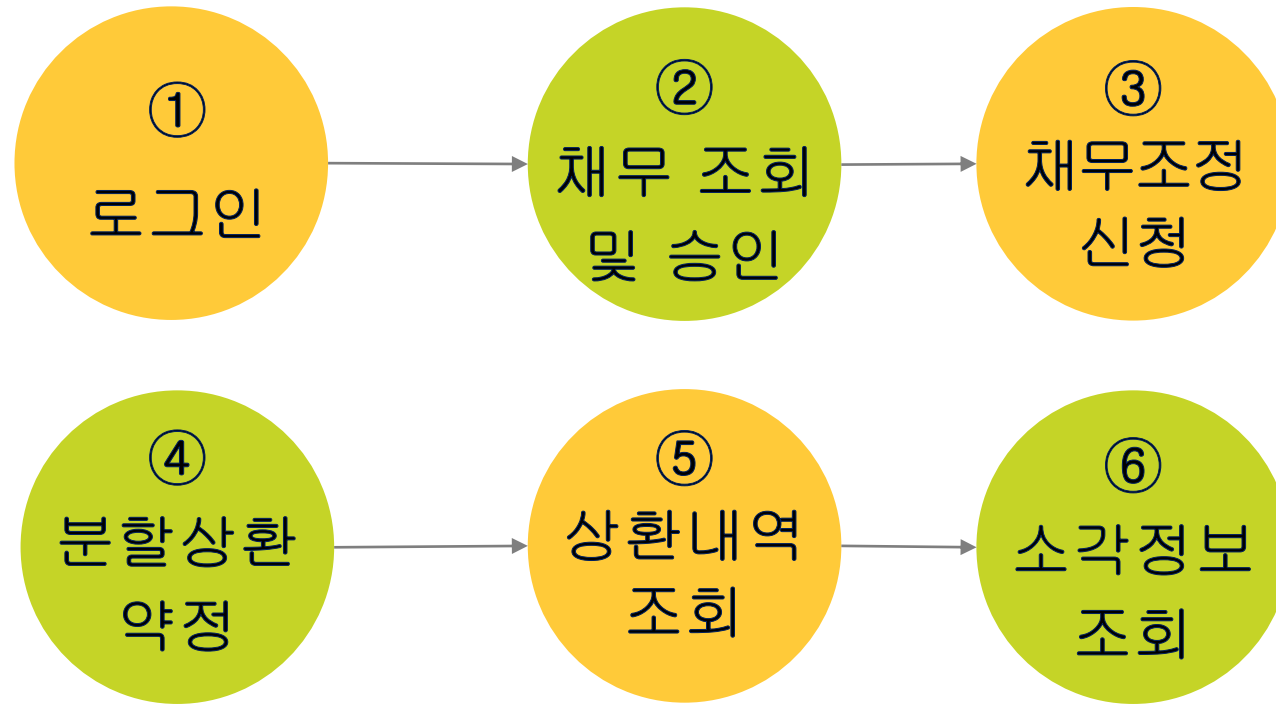 ①
로그인
②
채무 조회
및 승인
③
채무조정
신청
④
분할상환
약정
⑤
상환내역
조회
⑥
소각정보
조회